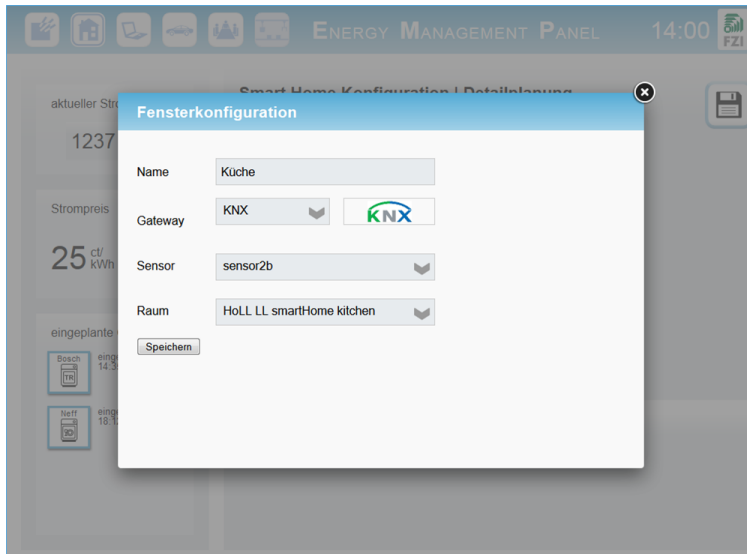 ENERGY MANAGEMENT PANEL
14:00
FZI
Smart Home Konfiguration | Detailplanung
aktueller Str
1237
Fensterkonfiguration
Name
Küche
Strompreis
Gateway
KNX
KNX
25 ct/kWh
Sensor
sensor2b
Raum
HoLL LL smartHome kitchen
eingeplante
Speichern
Bosch
TR
eing
14:3
Neff
eing
18:1